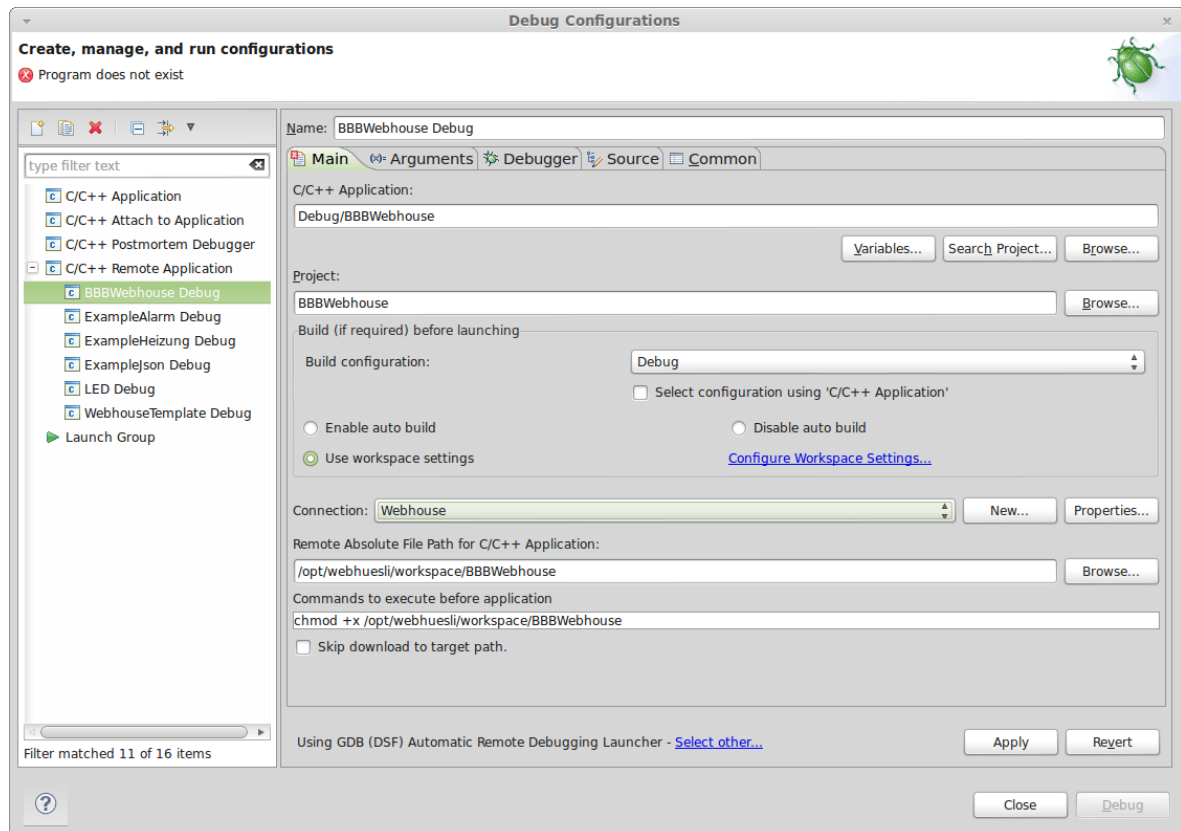 Debug Configurations
Create, manage, and run configurations
Program does not exist
type filter text
C/C++ Application
C/C++ Attach to Application
C/C++ Postmortem Debugger
C/C++ Remote Application
BBBWebhouse Debug
ExampleAlarm Debug
ExampleHeizung Debug
ExampleJson Debug
LED Debug
WebhouseTemplate Debug
Launch Group
Filter matched 11 of 16 items
Name: BBBWebhouse Debug
Main (x)= Arguments Debugger Source Common
C/C++ Application:
Debug/BBBWebhouse
Variables... Search Project... Browse...
Project:
BBBWebhouse Browse...
Build (if required) before launching
Build configuration: Debug
Select configuration using 'C/C++ Application'
Enable auto build Disable auto build
Use workspace settings Configure Workspace Settings...
Connection: Webhouse New... Properties...
Remote Absolute File Path for C/C++ Application:
/opt/webhuesli/workspace/BBBWebhouse Browse...
Commands to execute before application
chmod +x /opt/webhuesli/workspace/BBBWebhouse
Skip download to target path.
Using GDB (DSF) Automatic Remote Debugging Launcher - Select other... Apply Revert
? Close Debug